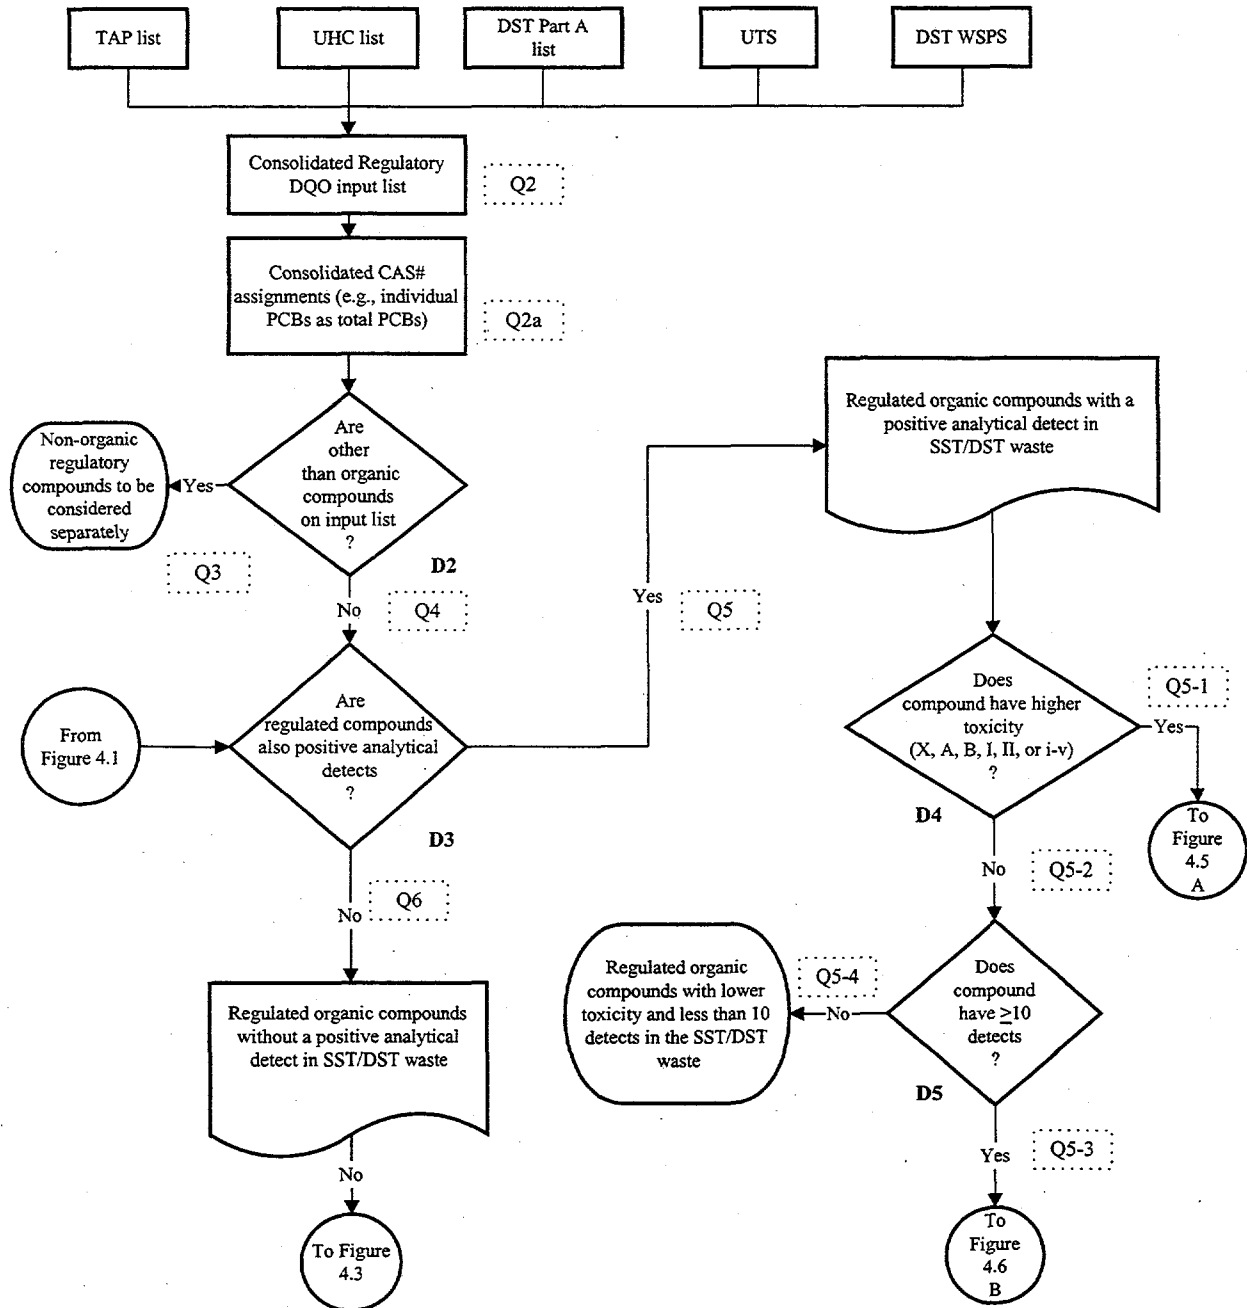 TAP list
UHC list
DST Part A
list
UTS
DST WSPS
Consolidated Regulatory
DQO input list
Q2
Consolidated CAS#
assignments (e.g., individual
PCBs as total PCBs)
Q2a
Are
other
than organic
compounds
on input list
?
D2
Yes
Non-organic
regulatory
compounds to be
considered
separately
Q3
No
Q4
From
Figure 4.1
Are
regulated compounds
also positive analytical
detects
?
D3
Yes
Q5
No
Q6
Regulated organic compounds
without a positive analytical
detect in SST/DST waste
No
To Figure
4.3
Regulated organic compounds with a
positive analytical detect in
SST/DST waste
Does
compound have higher
toxicity
(X, A, B, I, II, or i-v)
?
D4
Q5-1
Yes
To
Figure
4.5
A
No
Q5-2
Does
compound
have ≥10
detects
?
D5
Q5-4
No
Regulated organic
compounds with lower
toxicity and less than 10
detects in the SST/DST
waste
Yes
Q5-3
To
Figure
4.6
B